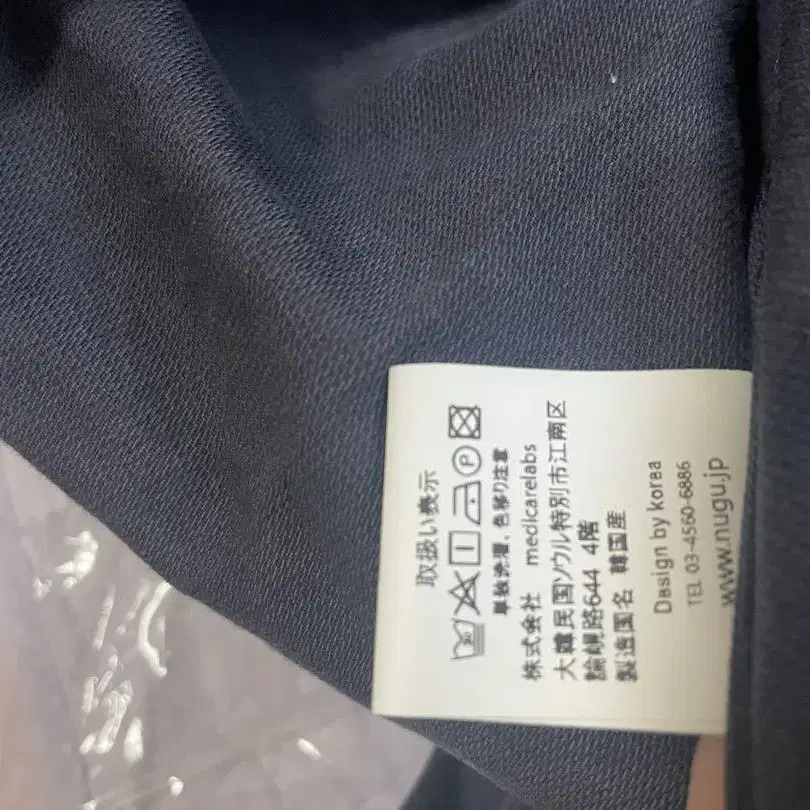 取扱い表示
単独洗濯、色移り注意
株式会社 medicarelabs
大韓民国ソウル特別市江南区
論峴路644 4階
製造国名 韓国産
Dasign by korea
TEL 03-4560-6886
www.nugu.jp